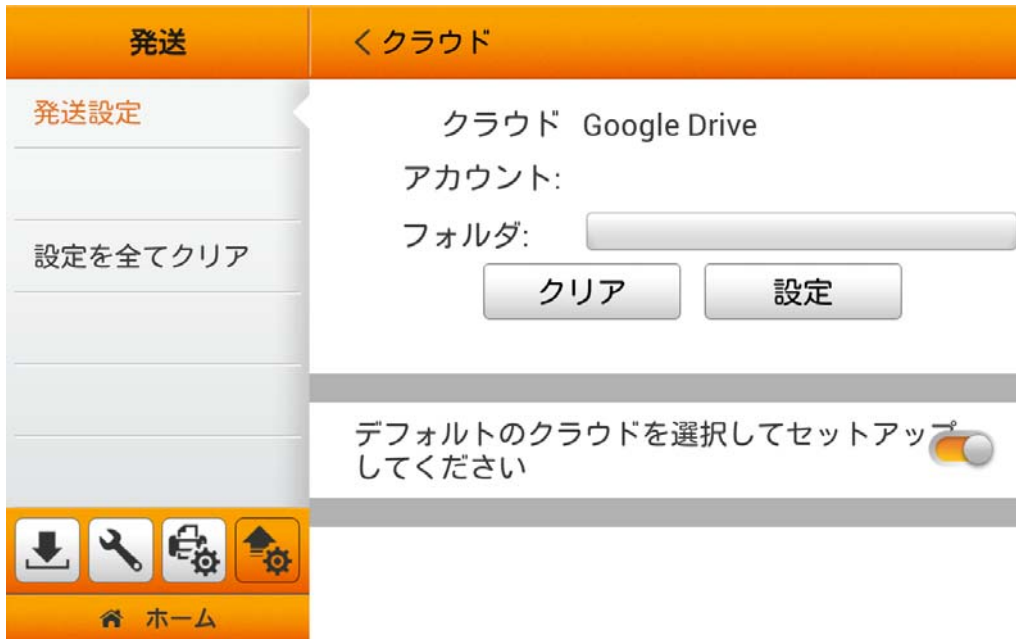 発送
く クラウド
発送設定
設定を全てクリア
ホーム
クラウド Google Drive
アカウント:
フォルダ:
クリア 設定
デフォルトのクラウドを選択してセットアップ
してください